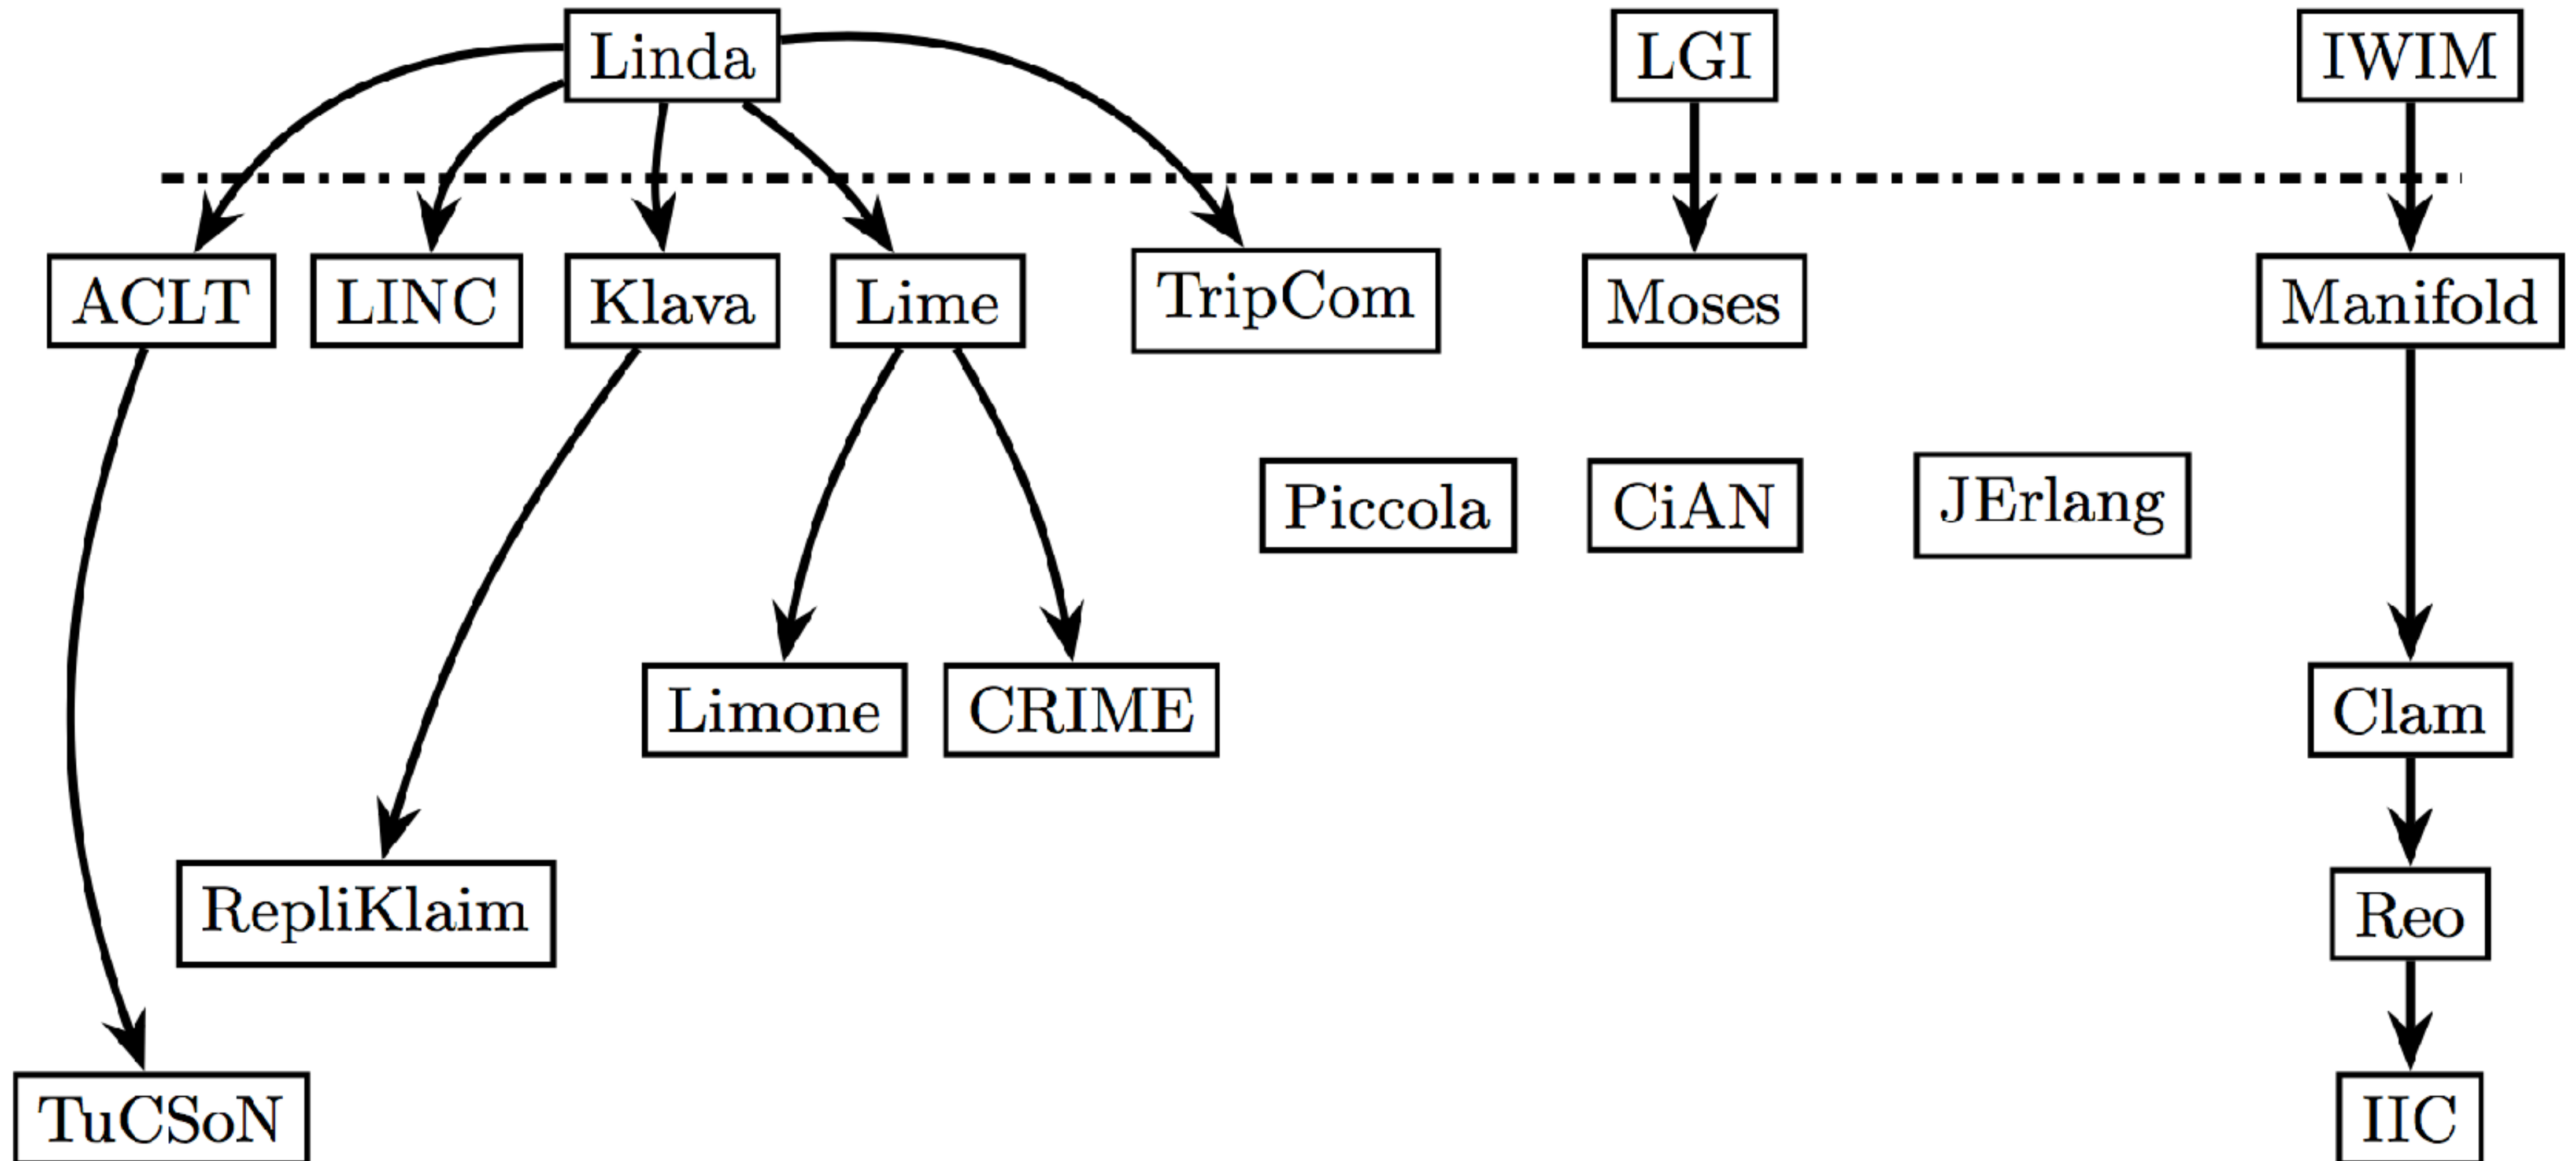 Linda
LGI
IWIM
ACLT
LINC
Klava
Lime
TripCom
Moses
Manifold
Piccola
CiAN
JErlang
Limone
CRIME
Clam
RepliKlaim
Reo
TuCSoN
IIC